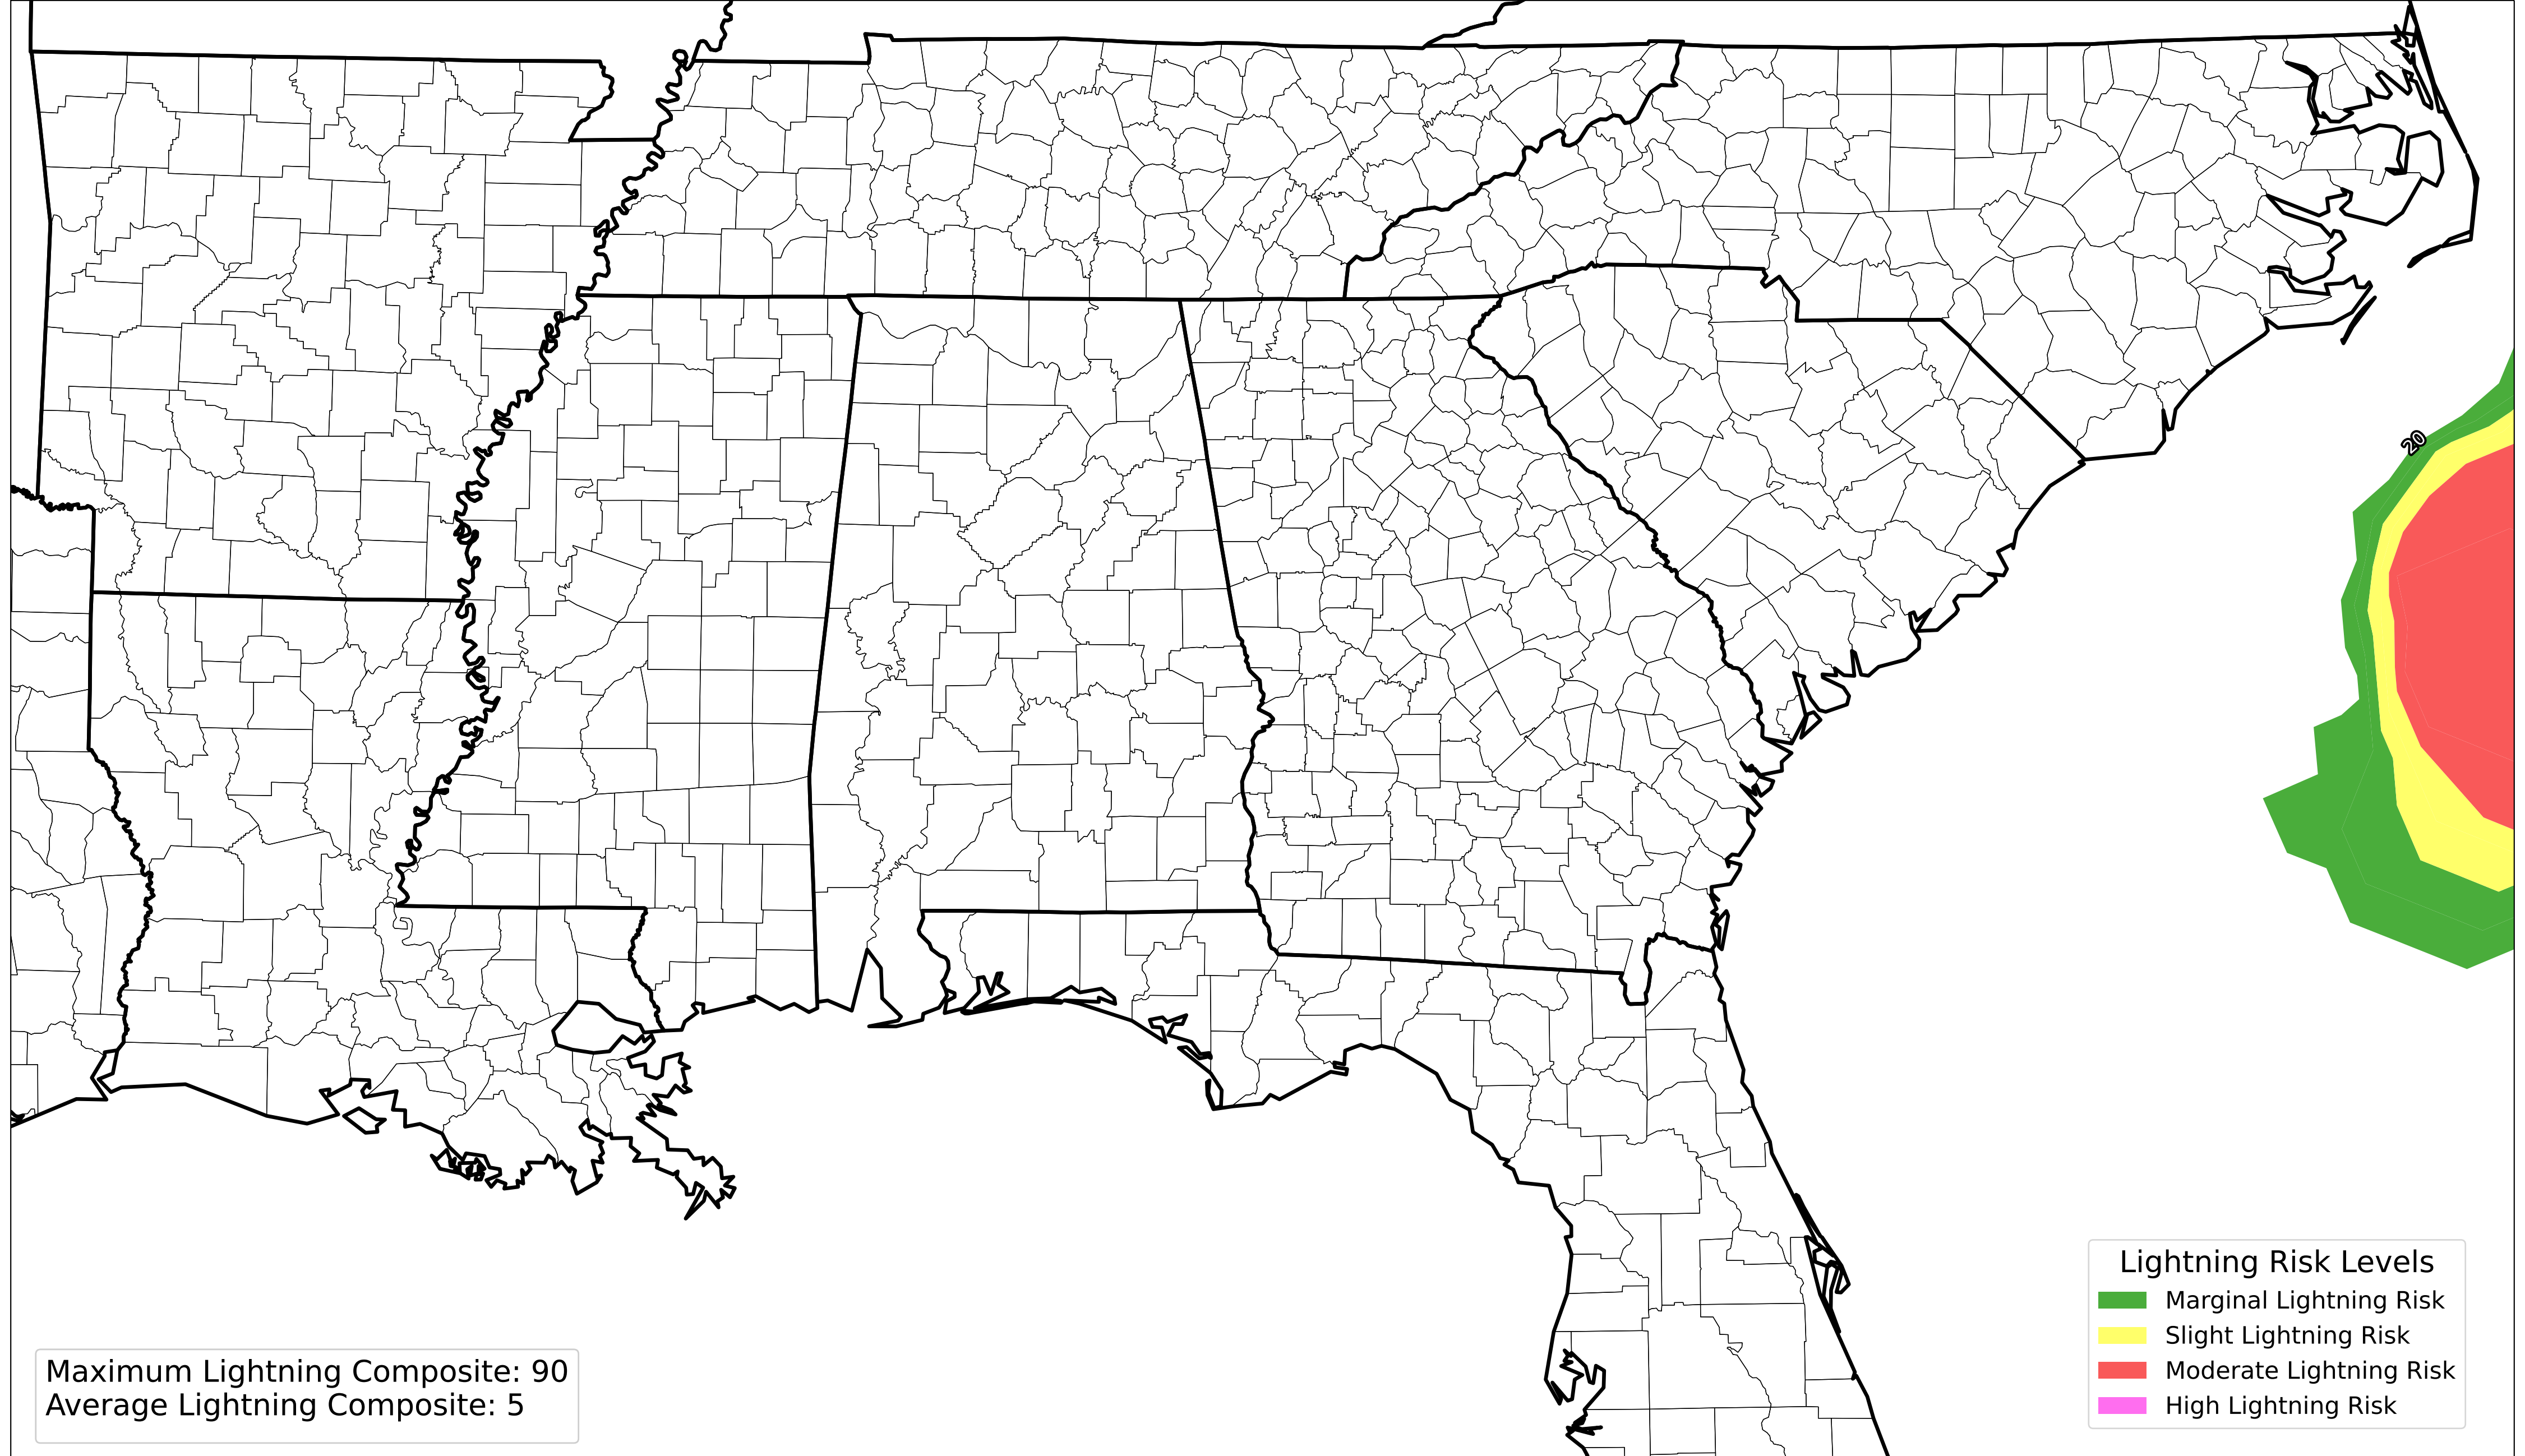 20
Lightning Risk Levels
Marginal Lightning Risk
Slight Lightning Risk
Moderate Lightning Risk
High Lightning Risk
Maximum Lightning Composite: 90
Average Lightning Composite: 5